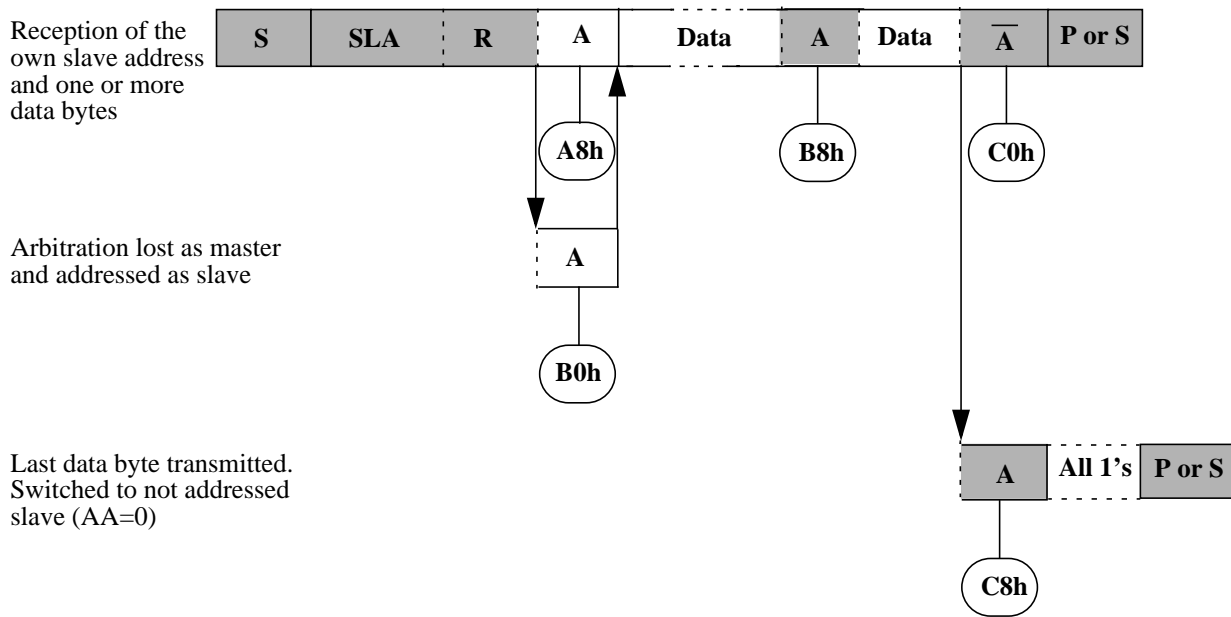 Reception of the
own slave address
and one or more
data bytes
S SLA R A Data A Data A̅ P or S
A8h B8h C0h
Arbitration lost as master
and addressed as slave
A
B0h
Last data byte transmitted.
Switched to not addressed
slave (AA=0)
A All 1’s P or S
C8h